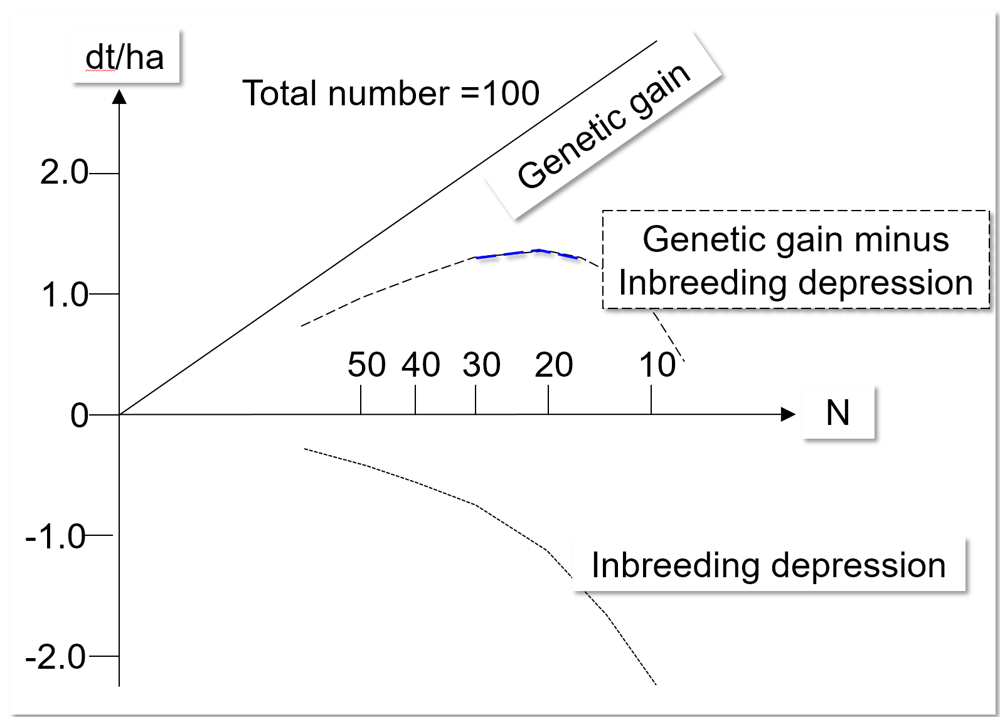 dt/ha
Total number =100
Genetic gain
2.0
Genetic gain minus
Inbreeding depression
1.0
50 40 30 20 10
0
N
-1.0
Inbreeding depression
-2.0